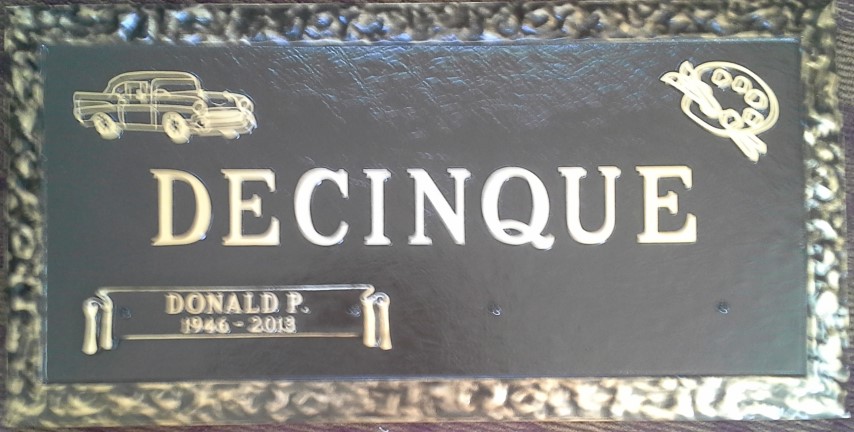 DECINQUE
DONALD P.
1946 - 2013